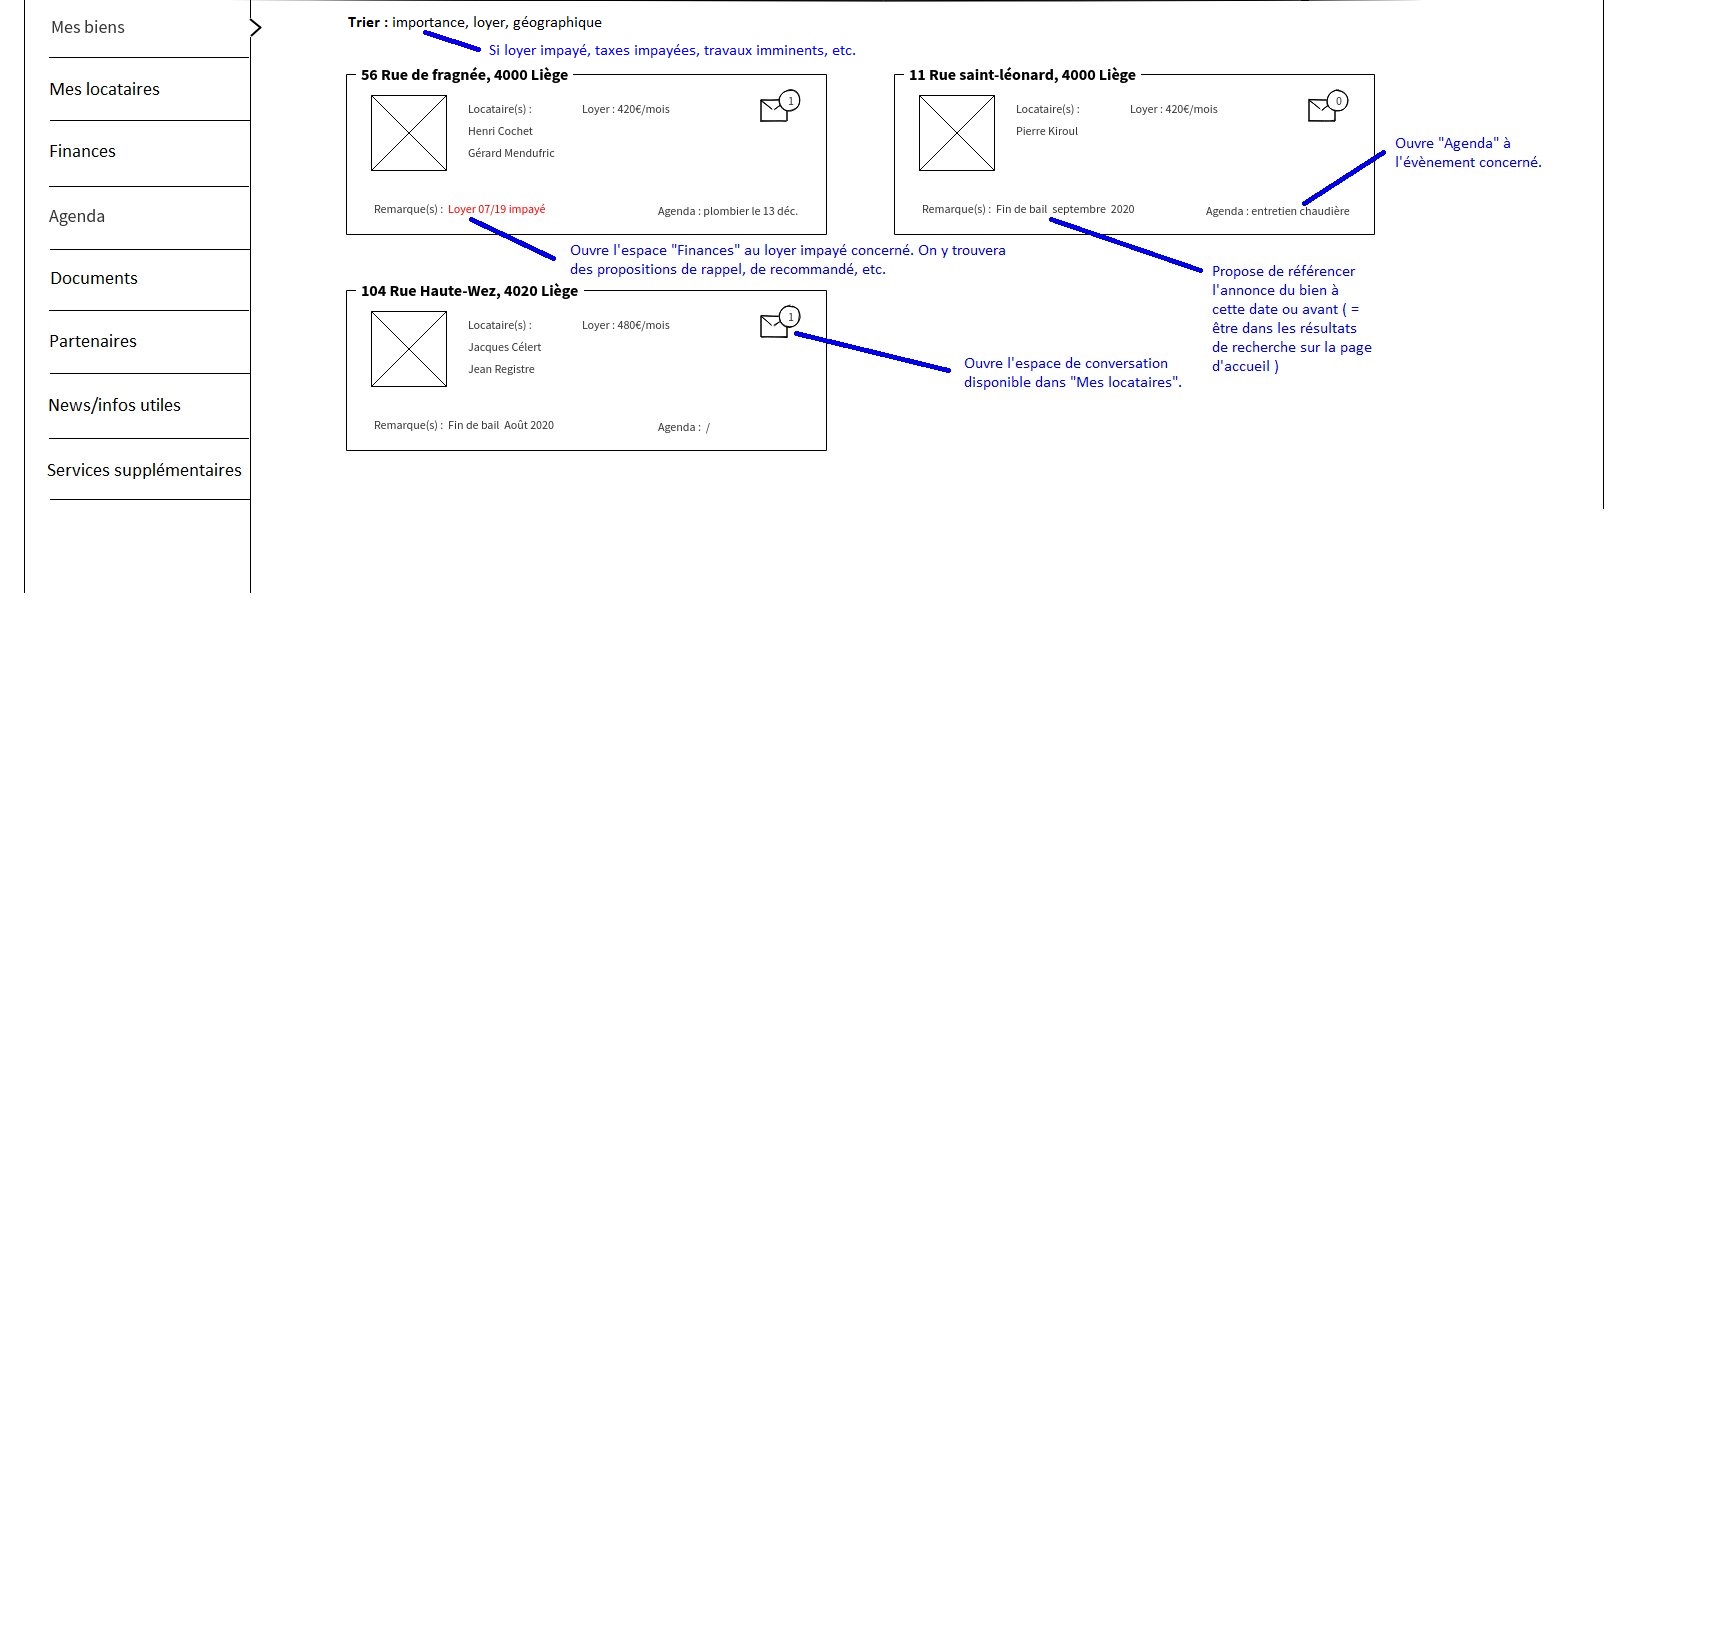 Mes biens
Mes locataires
Finances
Agenda
Documents
Partenaires
News/infos utiles
Services supplémentaires
Trier : importance, loyer, géographique
Si loyer impayé, taxes impayées, travaux imminents, etc.
56 Rue de fragnée, 4000 Liège
Locataire(s) :
Loyer : 420€/mois
1
Henri Cochet
Gérard Mendufric
Remarque(s) : Loyer 07/19 impayé
Agenda : plombier le 13 déc.
Ouvre l'espace "Finances" au loyer impayé concerné. On y trouvera
des propositions de rappel, de recommandé, etc.
11 Rue saint-léonard, 4000 Liège
Locataire(s) :
Loyer : 420€/mois
0
Pierre Kiroul
Remarque(s) : Fin de bail septembre 2020
Agenda : entretien chaudière
Ouvre "Agenda" à
l'évènement concerné.
Propose de référencer
l'annonce du bien à
cette date ou avant ( =
être dans les résultats
de recherche sur la page
d'accueil )
104 Rue Haute-Wez, 4020 Liège
Locataire(s) :
Loyer : 480€/mois
1
Jacques Célert
Jean Registre
Remarque(s) : Fin de bail Août 2020
Agenda : /
Ouvre l'espace de conversation
disponible dans "Mes locataires".